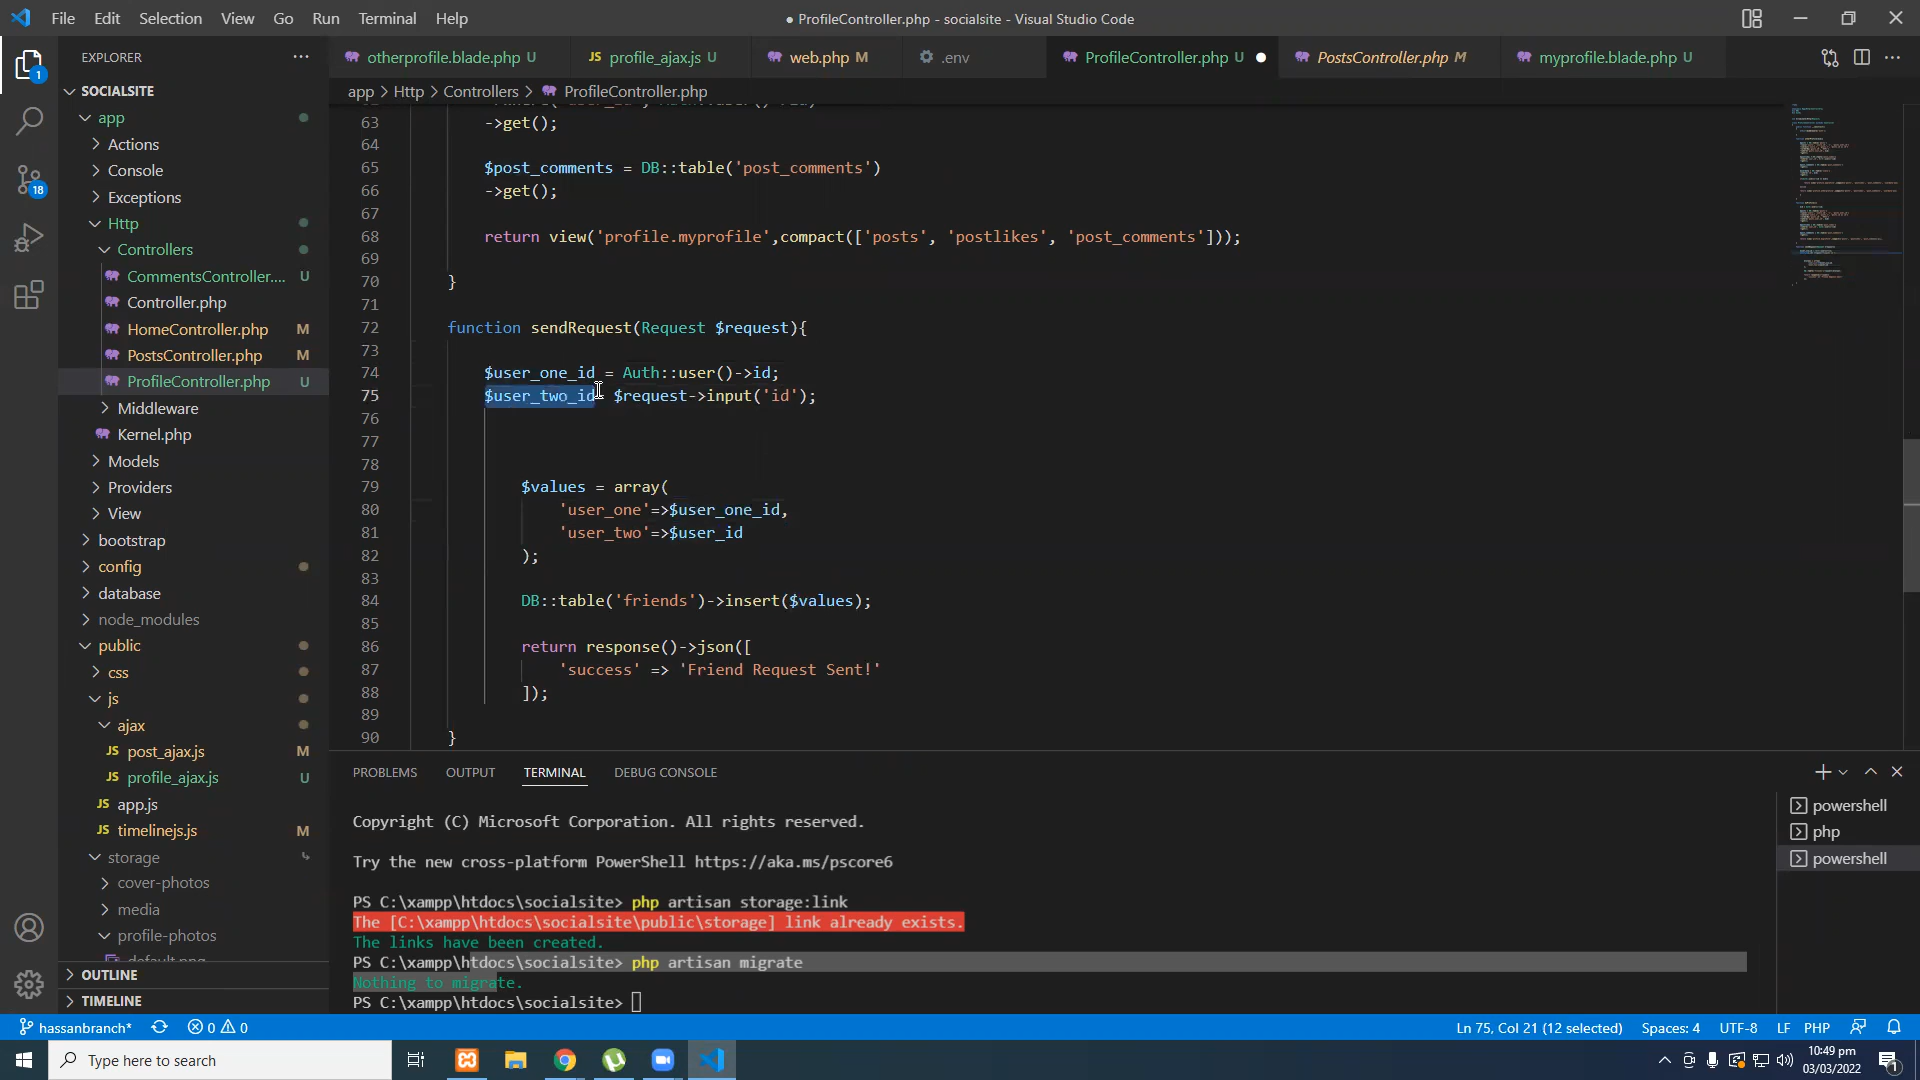 File Edit Selection View Go Run Terminal Help
● ProfileController.php - socialsite - Visual Studio Code
EXPLORER
otherprofile.blade.php U
JS profile_ajax.js U
web.php M
.env
ProfileController.php U
PostsController.php M
myprofile.blade.php U
app > Http > Controllers > ProfileController.php
SOCIALSITE
app
Actions
Console
Exceptions
Http
Controllers
CommentsController.... U
Controller.php
HomeController.php M
PostsController.php M
ProfileController.php U
Middleware
Kernel.php
Models
Providers
View
bootstrap
config
database
node_modules
public
css
js
ajax
JS post_ajax.js M
JS profile_ajax.js U
JS app.js
JS timelinejs.js M
storage
cover-photos
media
profile-photos
default.png
OUTLINE
TIMELINE
63 ->get();
64
65 $post_comments = DB::table('post_comments')
66 ->get();
67
68 return view('profile.myprofile',compact(['posts', 'postlikes', 'post_comments']));
69
70 }
71
72 function sendRequest(Request $request){
73
74 $user_one_id = Auth::user()->id;
75 $user_two_id $request->input('id');
76
77
78
79 $values = array(
80 'user_one'=>$user_one_id,
81 'user_two'=>$user_id
82 );
83
84 DB::table('friends')->insert($values);
85
86 return response()->json([
87 'success' => 'Friend Request Sent!'
88 ]);
89
90 }
PROBLEMS OUTPUT TERMINAL DEBUG CONSOLE
Copyright (C) Microsoft Corporation. All rights reserved.
Try the new cross-platform PowerShell https://aka.ms/pscore6
PS C:\xampp\htdocs\socialsite> php artisan storage:link
The [C:\xampp\htdocs\socialsite\public\storage] link already exists.
The links have been created.
PS C:\xampp\htdocs\socialsite> php artisan migrate
Nothing to migrate.
PS C:\xampp\htdocs\socialsite>
powershell
php
powershell
1
18
hassanbranch* 0 0
Ln 75, Col 21 (12 selected) Spaces: 4 UTF-8 LF PHP
Type here to search
10:49 pm
03/03/2022
1